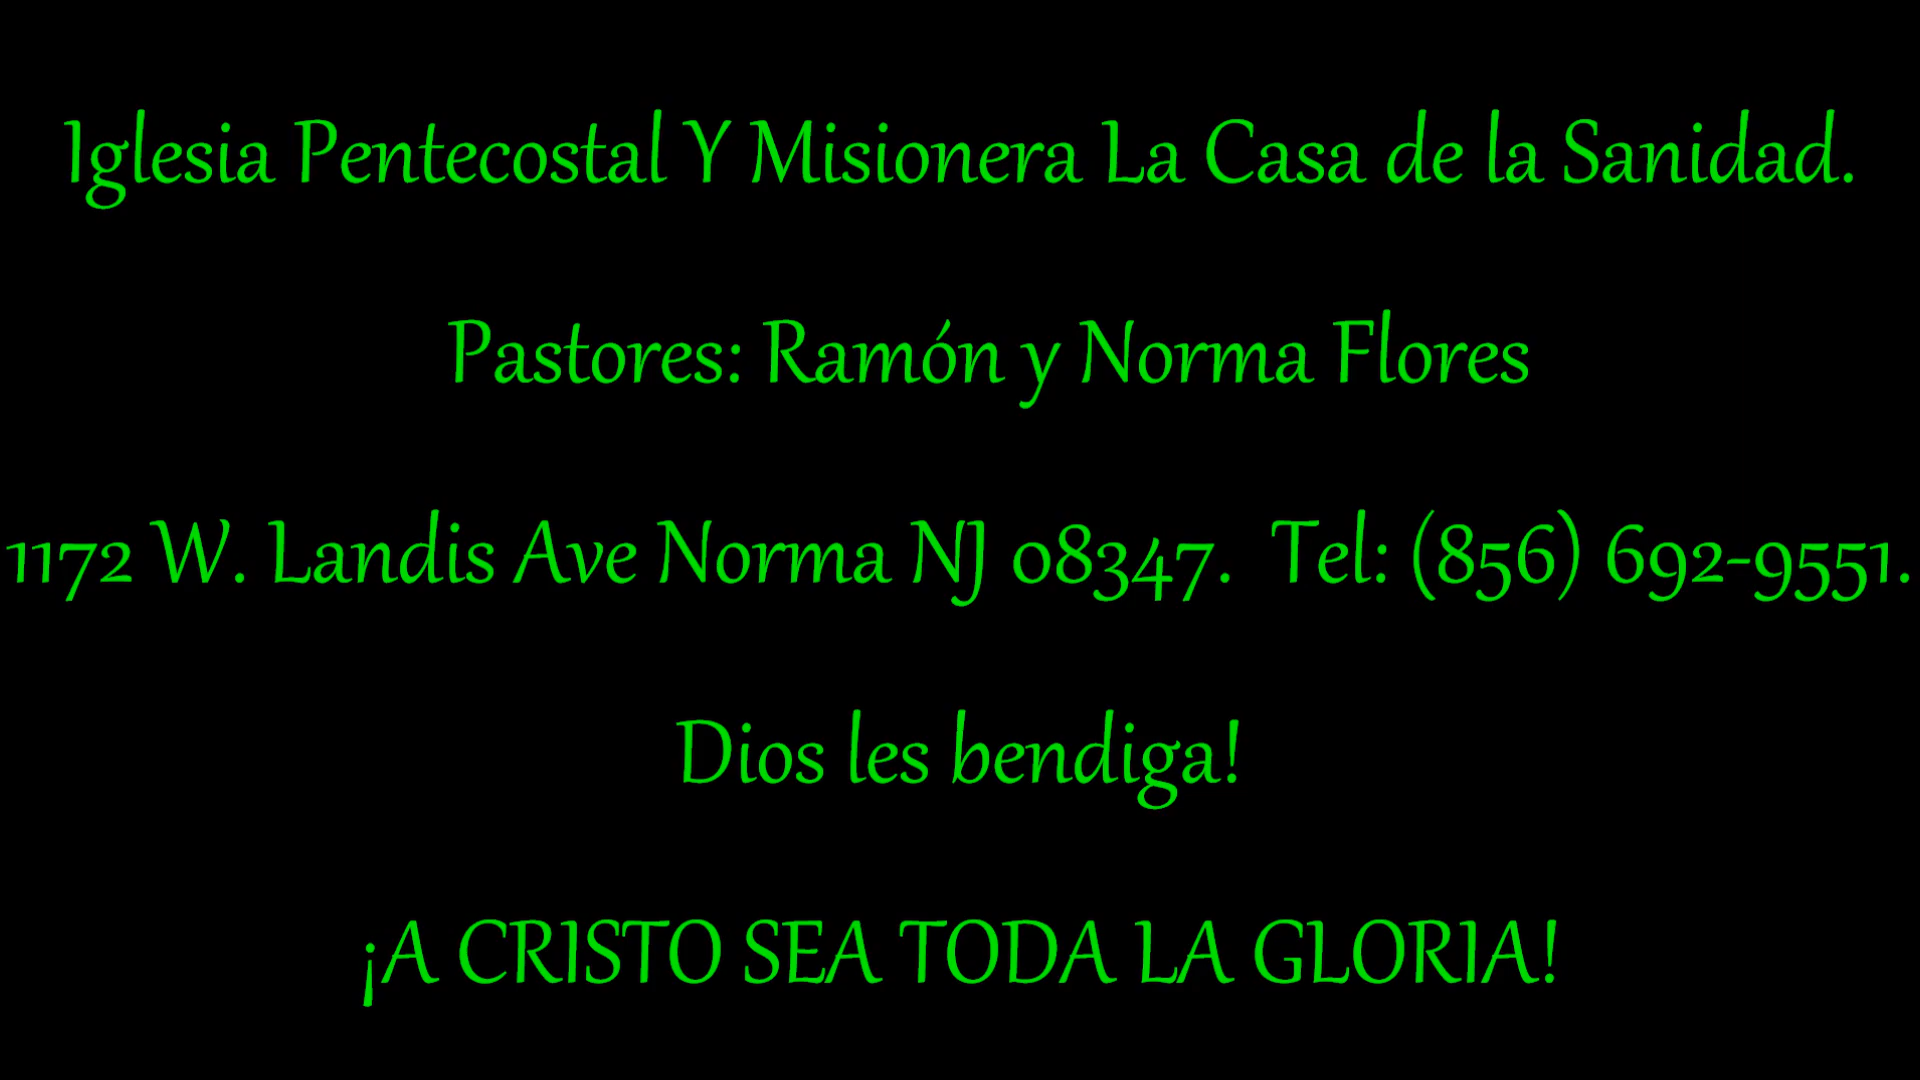 Iglesia Pentecostal Y Misionera La Casa de la Sanidad.
Pastores: Ramón y Norma Flores
1172 W. Landis Ave Norma NJ 08347. Tel: (856) 692-9551.
Dios les bendiga!
¡A CRISTO SEA TODA LA GLORIA!